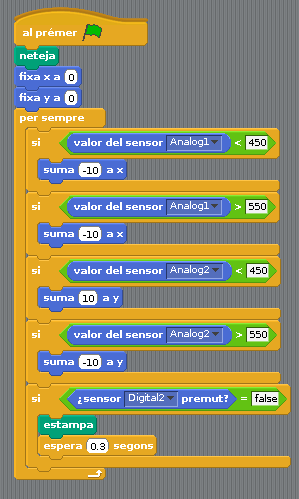 al prémer
neteja
fixa x a 0
fixa y a 0
per sempre
si valor del sensor Analog1 < 450
suma -10 a x
si valor del sensor Analog1 > 550
suma -10 a x
si valor del sensor Analog2 < 450
suma 10 a y
si valor del sensor Analog2 > 550
suma -10 a y
si ¿sensor Digital2 premut? = false
estampa
espera 0.3 segons